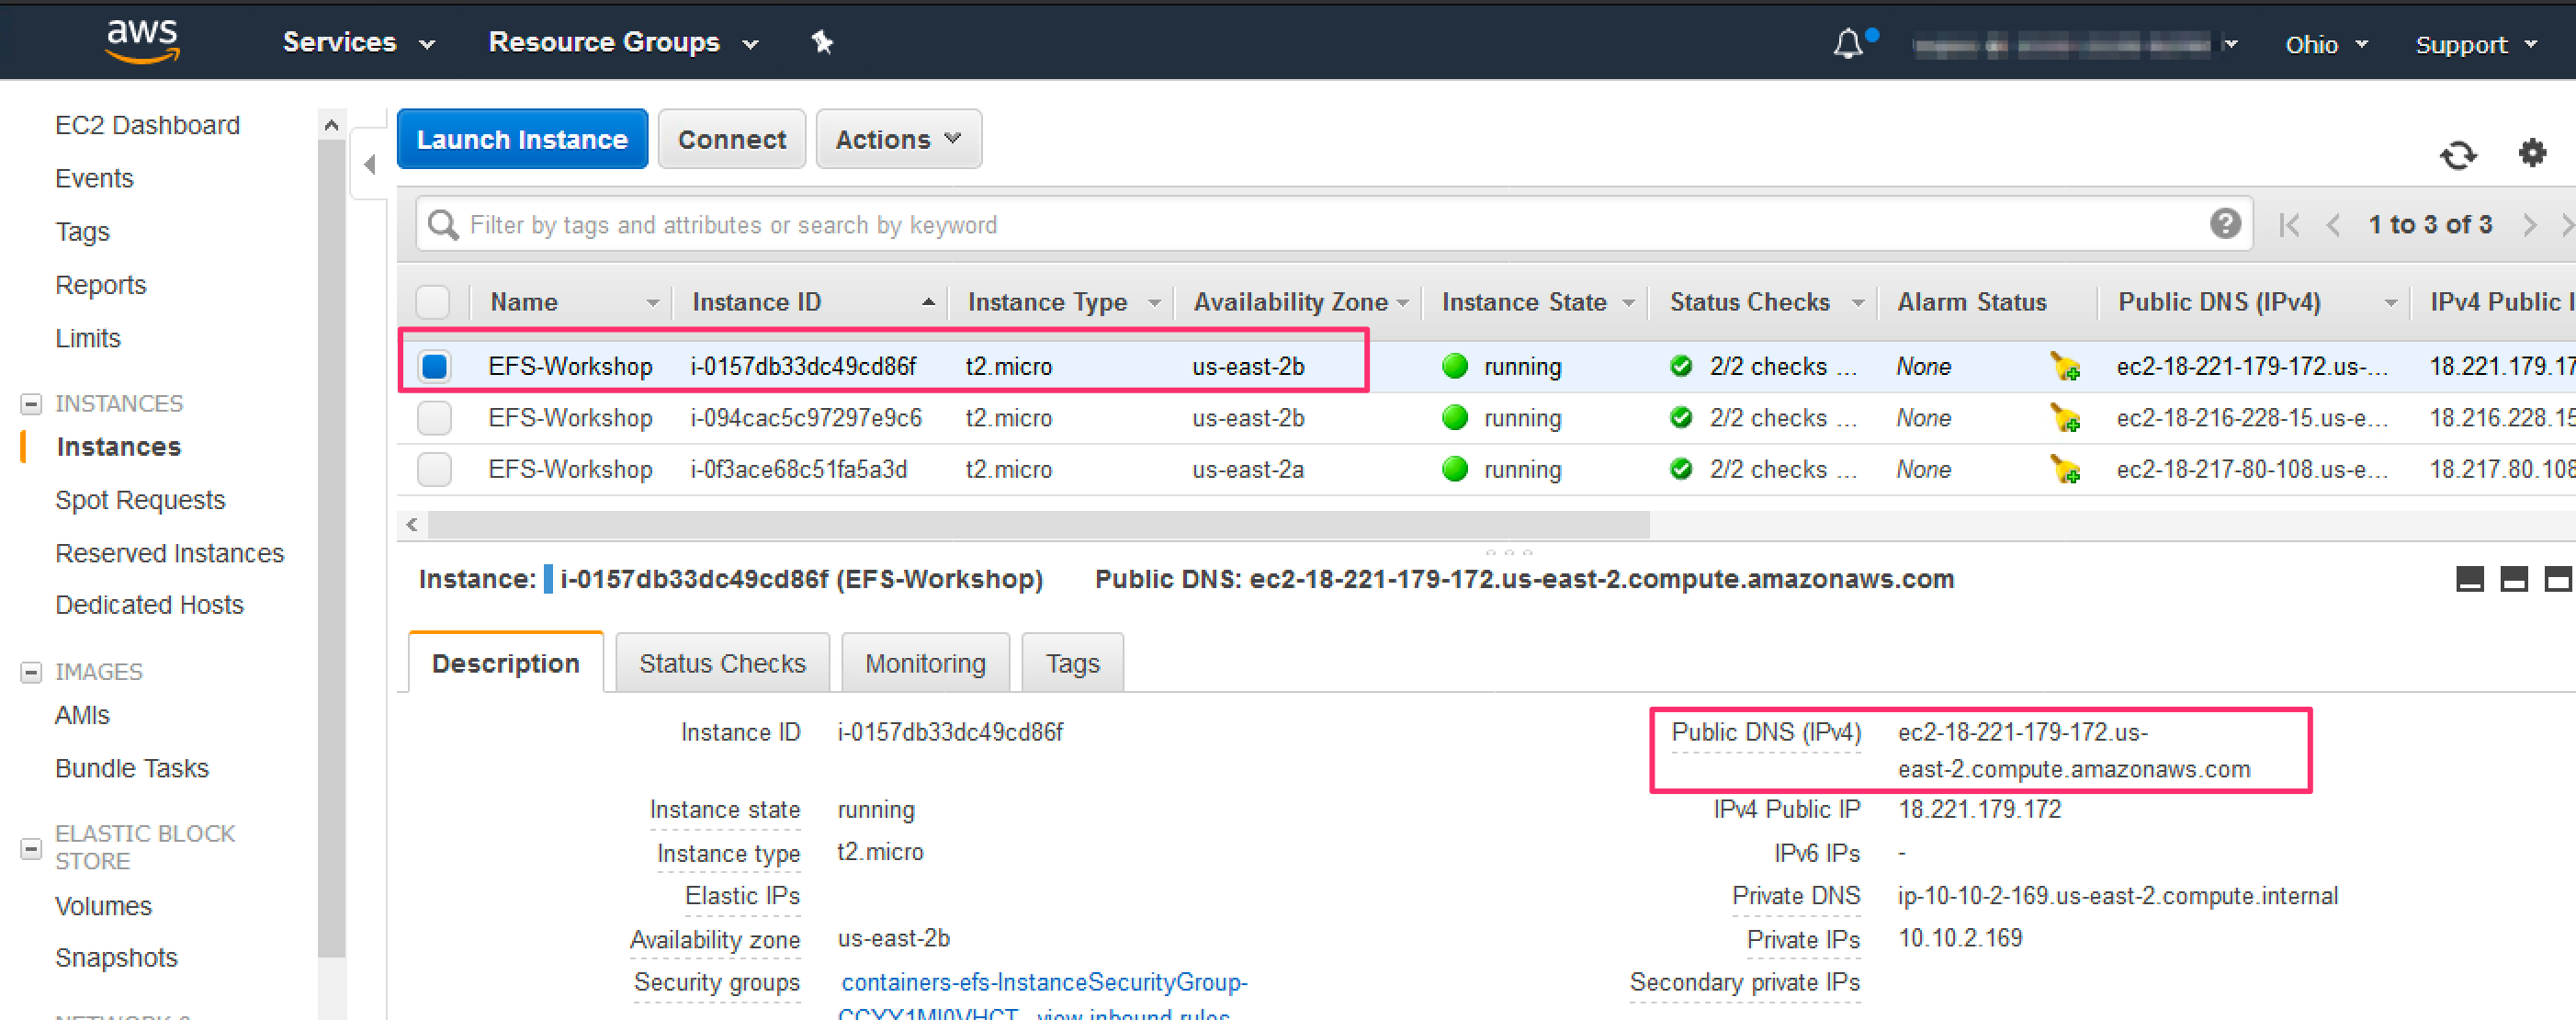 aws Services Resource Groups Ohio Support
EC2 Dashboard
Events
Tags
Reports
Limits
INSTANCES
Instances
Spot Requests
Reserved Instances
Dedicated Hosts
IMAGES
AMIs
Bundle Tasks
ELASTIC BLOCK
STORE
Volumes
Snapshots
Launch Instance Connect Actions
Filter by tags and attributes or search by keyword 1 to 3 of 3
Name Instance ID Instance Type Availability Zone Instance State Status Checks Alarm Status Public DNS (IPv4) IPv4 Public I
EFS-Workshop i-0157db33dc49cd86f t2.micro us-east-2b running 2/2 checks ... None ec2-18-221-179-172.us-... 18.221.179.17
EFS-Workshop i-094cac5c97297e9c6 t2.micro us-east-2b running 2/2 checks ... None ec2-18-216-228-15.us-e... 18.216.228.15
EFS-Workshop i-0f3ace68c51fa5a3d t2.micro us-east-2a running 2/2 checks ... None ec2-18-217-80-108.us-e... 18.217.80.108
Instance: i-0157db33dc49cd86f (EFS-Workshop) Public DNS: ec2-18-221-179-172.us-east-2.compute.amazonaws.com
Description Status Checks Monitoring Tags
Instance ID i-0157db33dc49cd86f
Instance state running
Instance type t2.micro
Elastic IPs
Availability zone us-east-2b
Security groups containers-efs-InstanceSecurityGroup-
view inbound rules
Public DNS (IPv4) ec2-18-221-179-172.us-
east-2.compute.amazonaws.com
IPv4 Public IP 18.221.179.172
IPv6 IPs -
Private DNS ip-10-10-2-169.us-east-2.compute.internal
Private IPs 10.10.2.169
Secondary private IPs